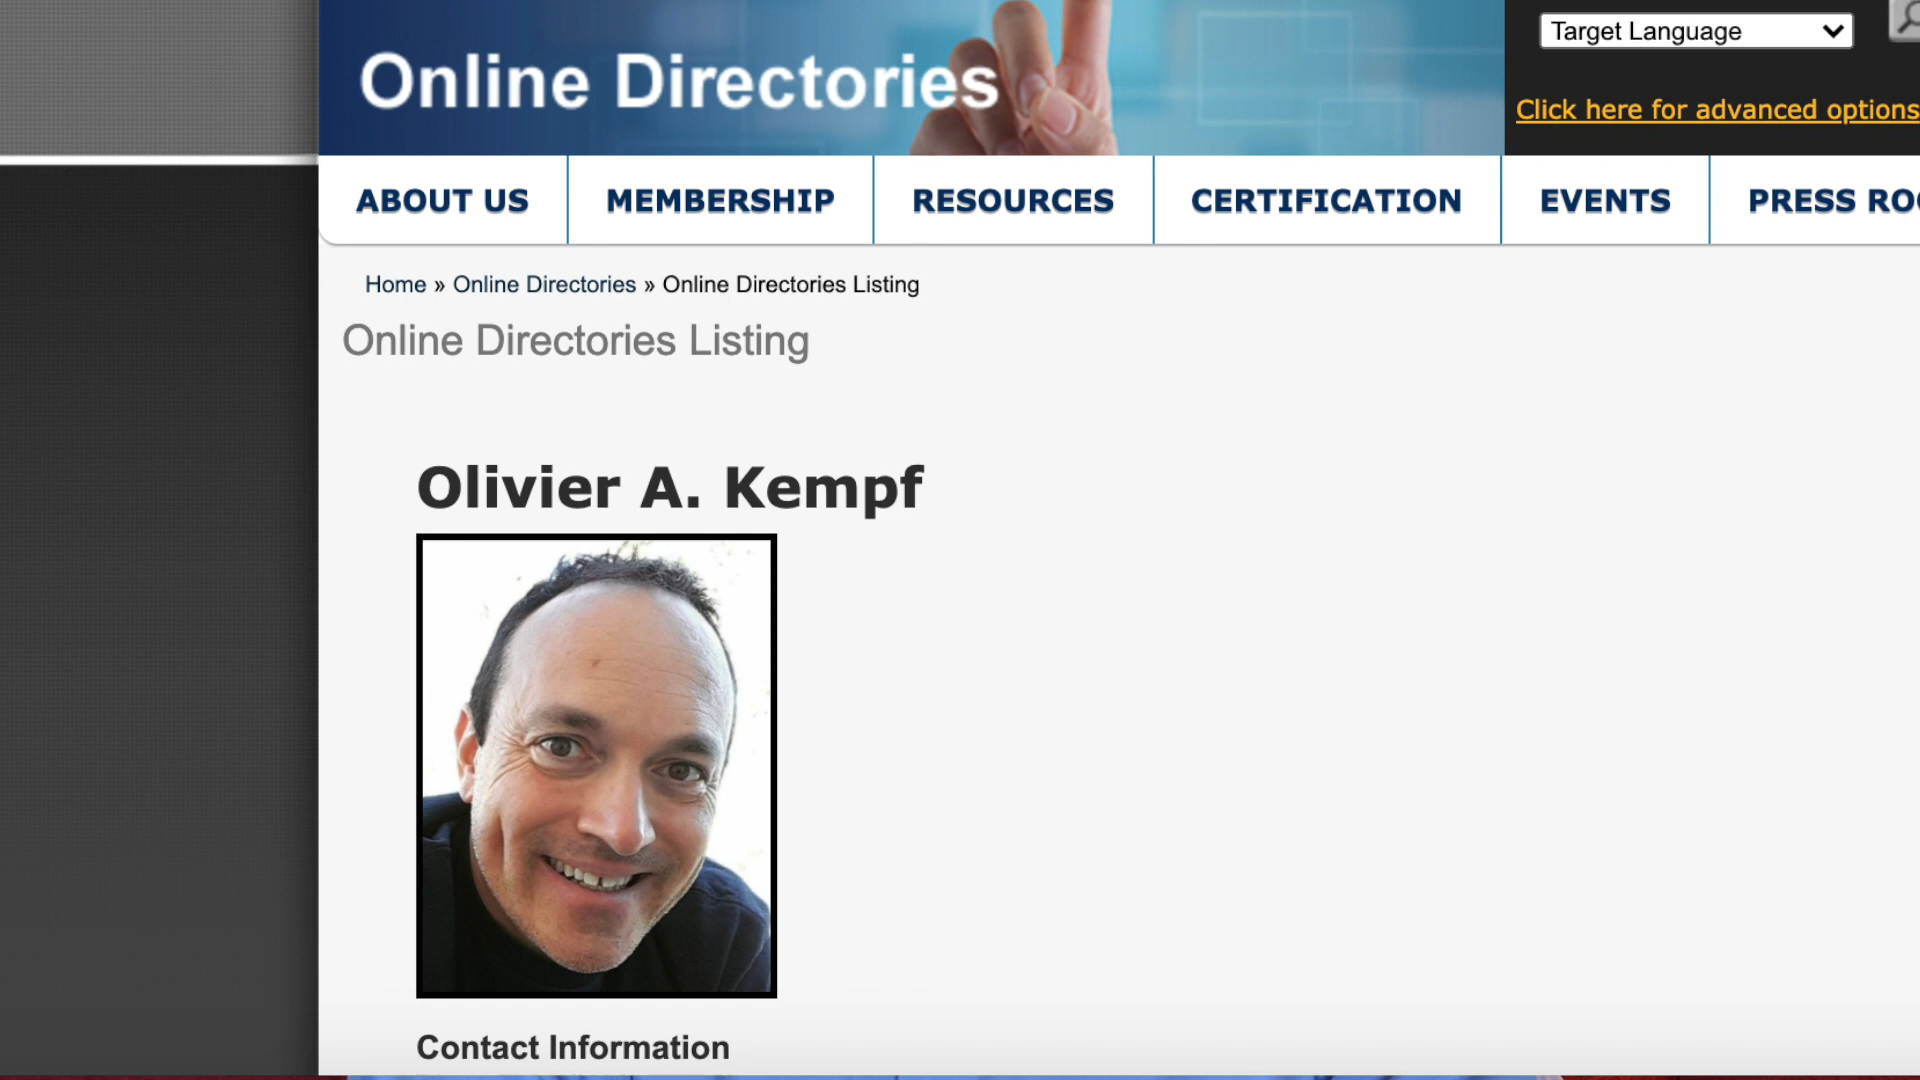 Online Directories
Target Language
Click here for advanced options
ABOUT US
MEMBERSHIP
RESOURCES
CERTIFICATION
EVENTS
PRESS
Home » Online Directories » Online Directories Listing
Online Directories Listing
Olivier A. Kempf
Contact Information